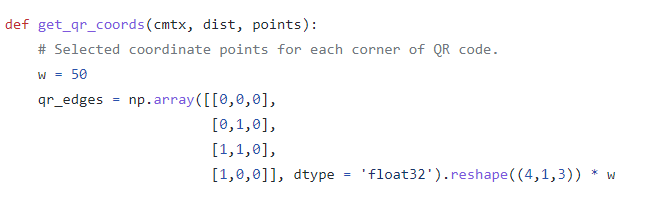 def get_qr_coords(cmtx, dist, points):
    # Selected coordinate points for each corner of QR code.
    w = 50
    qr_edges = np.array([[0,0,0],
                         [0,1,0],
                         [1,1,0],
                         [1,0,0]], dtype = 'float32').reshape((4,1,3)) * w